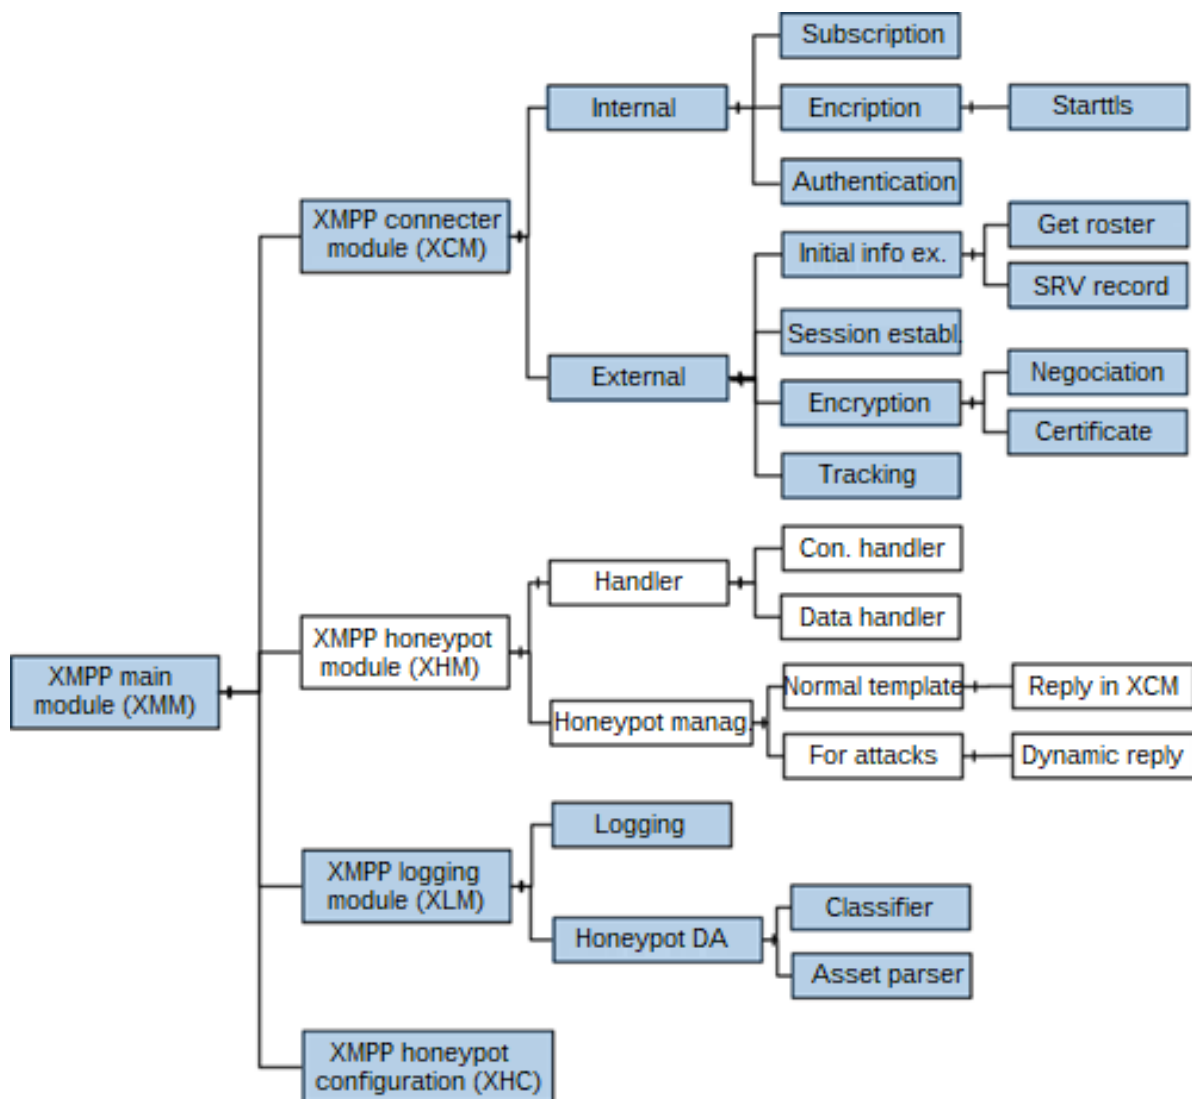 Subscription
Internal
Encription
Starttls
Authentication
XMPP connecter
module (XCM)
Get roster
Initial info ex.
SRV record
Session establ.
External
Negociation
Encryption
Certificate
Tracking
Con. handler
Handler
Data handler
XMPP honeypot
module (XHM)
XMPP main
module (XMM)
Normal template
Reply in XCM
Honeypot manag.
For attacks
Dynamic reply
Logging
XMPP logging
module (XLM)
Classifier
Honeypot DA
Asset parser
XMPP honeypot
configuration (XHC)